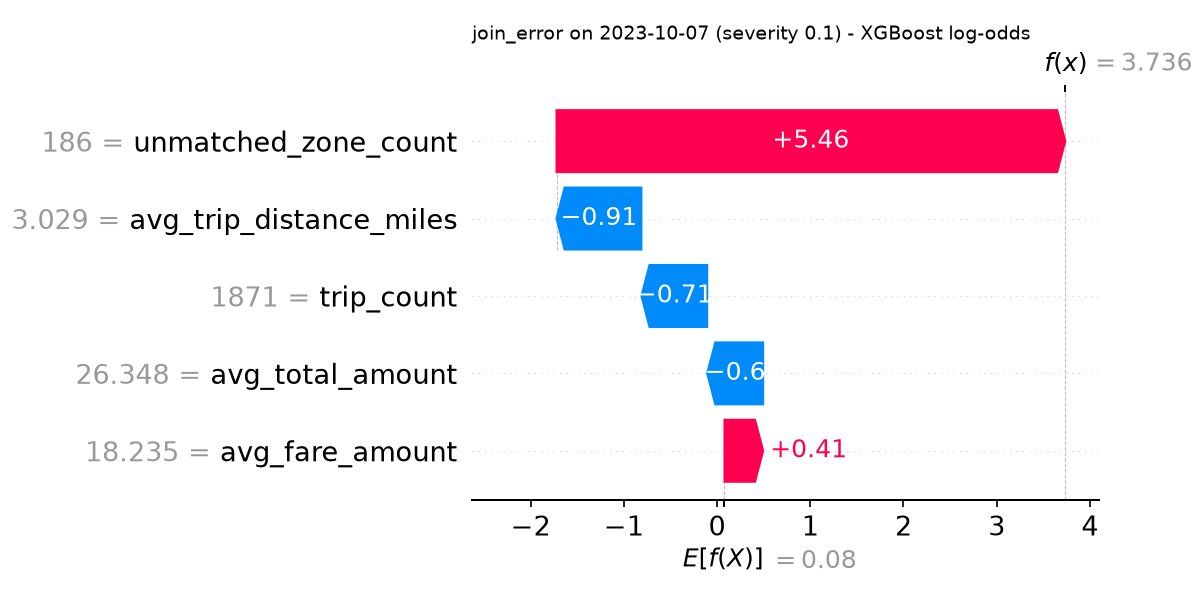 join_error on 2023-10-07 (severity 0.1) - XGBoost log-odds
f(x) = 3.736
186 = unmatched_zone_count
+5.46
3.029 = avg_trip_distance_miles
−0.91
1871 = trip_count
−0.71
26.348 = avg_total_amount
−0.6
18.235 = avg_fare_amount
+0.41
−2 −1 0 1 2 3 4
E[f(X)] = 0.08